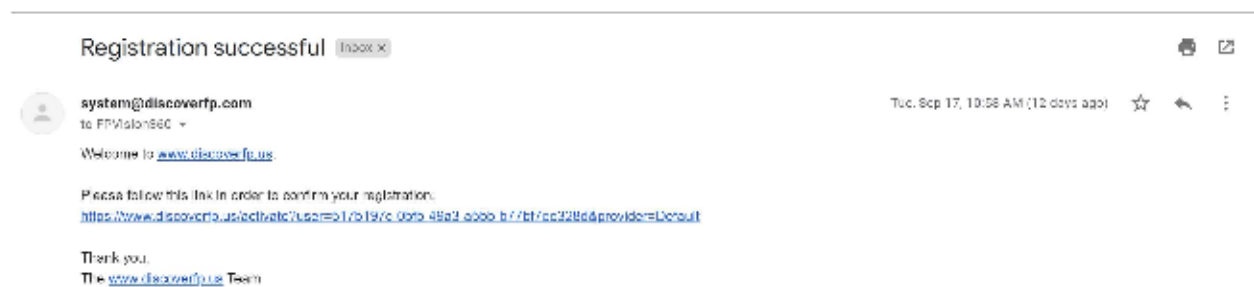 Registration successful Inbox x
system@discoverfp.com
Tue, Sep 17, 10:58 AM (12 days ago)
to FPVision360
Welcome to www.discoverfp.us.
Please follow this link in order to confirm your registration.
Thank you,
The www.discoverfp.us Team